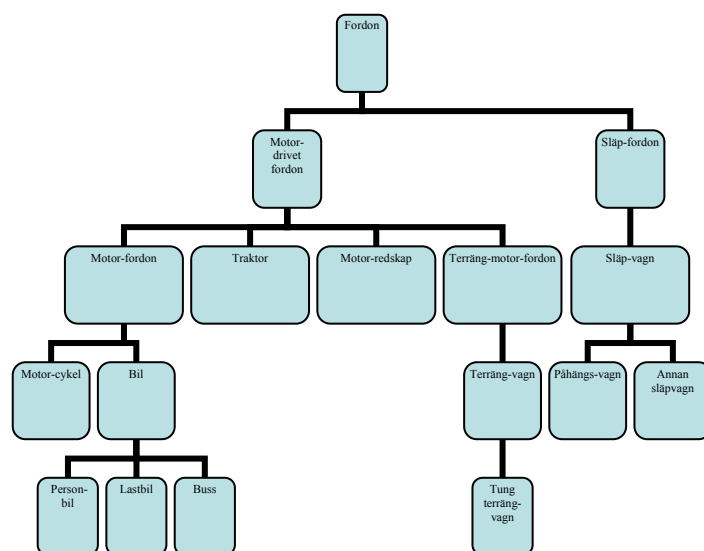 Fordon
Motor-
drivet
fordon
Släp-fordon
Motor-fordon
Traktor
Motor-redskap
Terräng-motor-fordon
Släp-vagn
Motor-cykel
Bil
Terräng-vagn
Påhängs-vagn
Annan
släpvagn
Person-
bil
Lastbil
Buss
Tung
terräng-
vagn